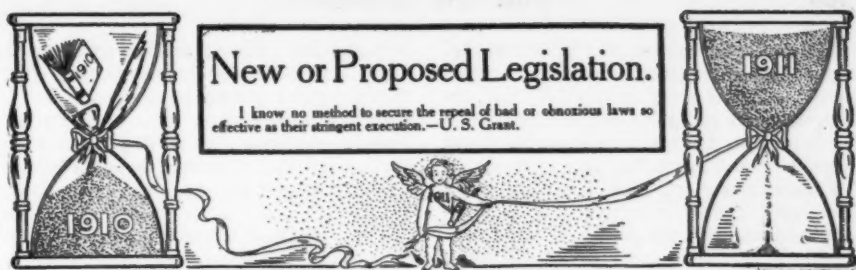 New or Proposed Legislation.
I know no method to secure the repeal of bad or obnoxious laws so
effective as their stringent execution.—U. S. Grant.
1910
1910
1911
1911